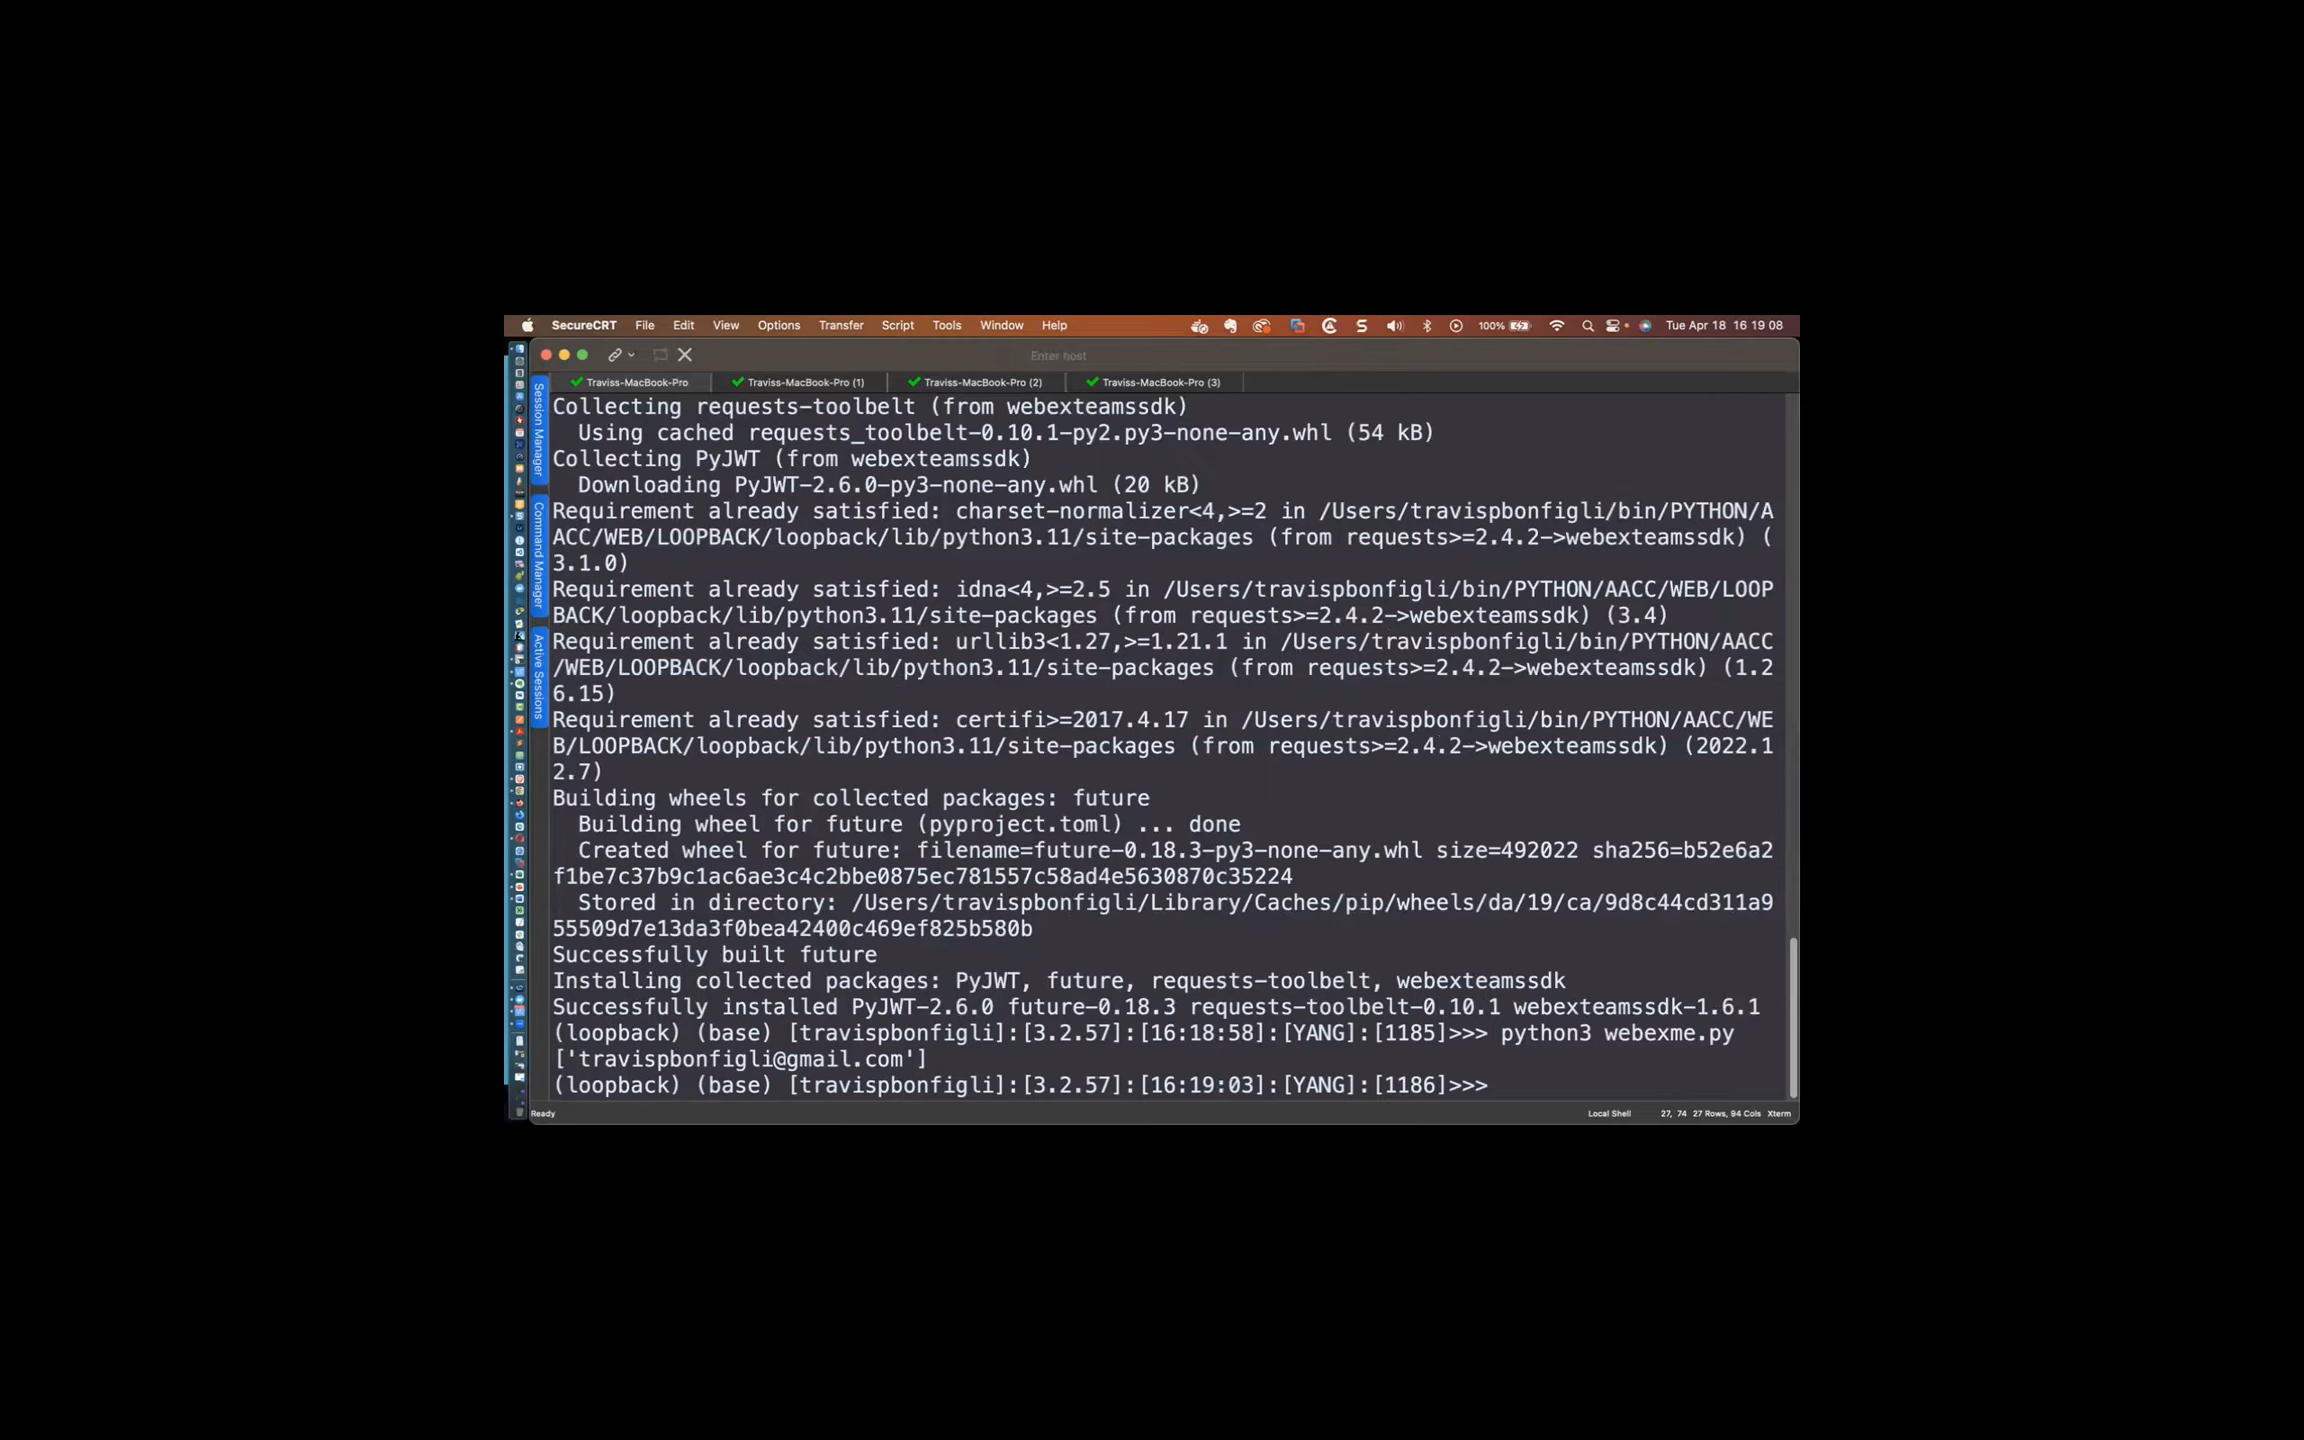 SecureCRT File Edit View Options Transfer Script Tools Window Help 100% Tue Apr 18 16 19 08
Enter host
Traviss-MacBook-Pro Traviss-MacBook-Pro (1) Traviss-MacBook-Pro (2) Traviss-MacBook-Pro (3)
Session Manager
Command Manager
Active Sessions
Collecting requests-toolbelt (from webexteamssdk)
  Using cached requests_toolbelt-0.10.1-py2.py3-none-any.whl (54 kB)
Collecting PyJWT (from webexteamssdk)
  Downloading PyJWT-2.6.0-py3-none-any.whl (20 kB)
Requirement already satisfied: charset-normalizer<4,>=2 in /Users/travispbonfigli/bin/PYTHON/A
ACC/WEB/LOOPBACK/loopback/lib/python3.11/site-packages (from requests>=2.4.2->webexteamssdk) (
3.1.0)
Requirement already satisfied: idna<4,>=2.5 in /Users/travispbonfigli/bin/PYTHON/AACC/WEB/LOOP
BACK/loopback/lib/python3.11/site-packages (from requests>=2.4.2->webexteamssdk) (3.4)
Requirement already satisfied: urllib3<1.27,>=1.21.1 in /Users/travispbonfigli/bin/PYTHON/AACC
/WEB/LOOPBACK/loopback/lib/python3.11/site-packages (from requests>=2.4.2->webexteamssdk) (1.2
6.15)
Requirement already satisfied: certifi>=2017.4.17 in /Users/travispbonfigli/bin/PYTHON/AACC/WE
B/LOOPBACK/loopback/lib/python3.11/site-packages (from requests>=2.4.2->webexteamssdk) (2022.1
2.7)
Building wheels for collected packages: future
  Building wheel for future (pyproject.toml) ... done
  Created wheel for future: filename=future-0.18.3-py3-none-any.whl size=492022 sha256=b52e6a2
f1be7c37b9c1ac6ae3c4c2bbe0875ec781557c58ad4e5630870c35224
  Stored in directory: /Users/travispbonfigli/Library/Caches/pip/wheels/da/19/ca/9d8c44cd311a9
55509d7e13da3f0bea42400c469ef825b580b
Successfully built future
Installing collected packages: PyJWT, future, requests-toolbelt, webexteamssdk
Successfully installed PyJWT-2.6.0 future-0.18.3 requests-toolbelt-0.10.1 webexteamssdk-1.6.1
(loopback) (base) [travispbonfigli]:[3.2.57]:[16:18:58]:[YANG]:[1185]>>> python3 webexme.py
['travispbonfigli@gmail.com']
(loopback) (base) [travispbonfigli]:[3.2.57]:[16:19:03]:[YANG]:[1186]>>>
Ready Local Shell 27, 74 27 Rows, 94 Cols Xterm